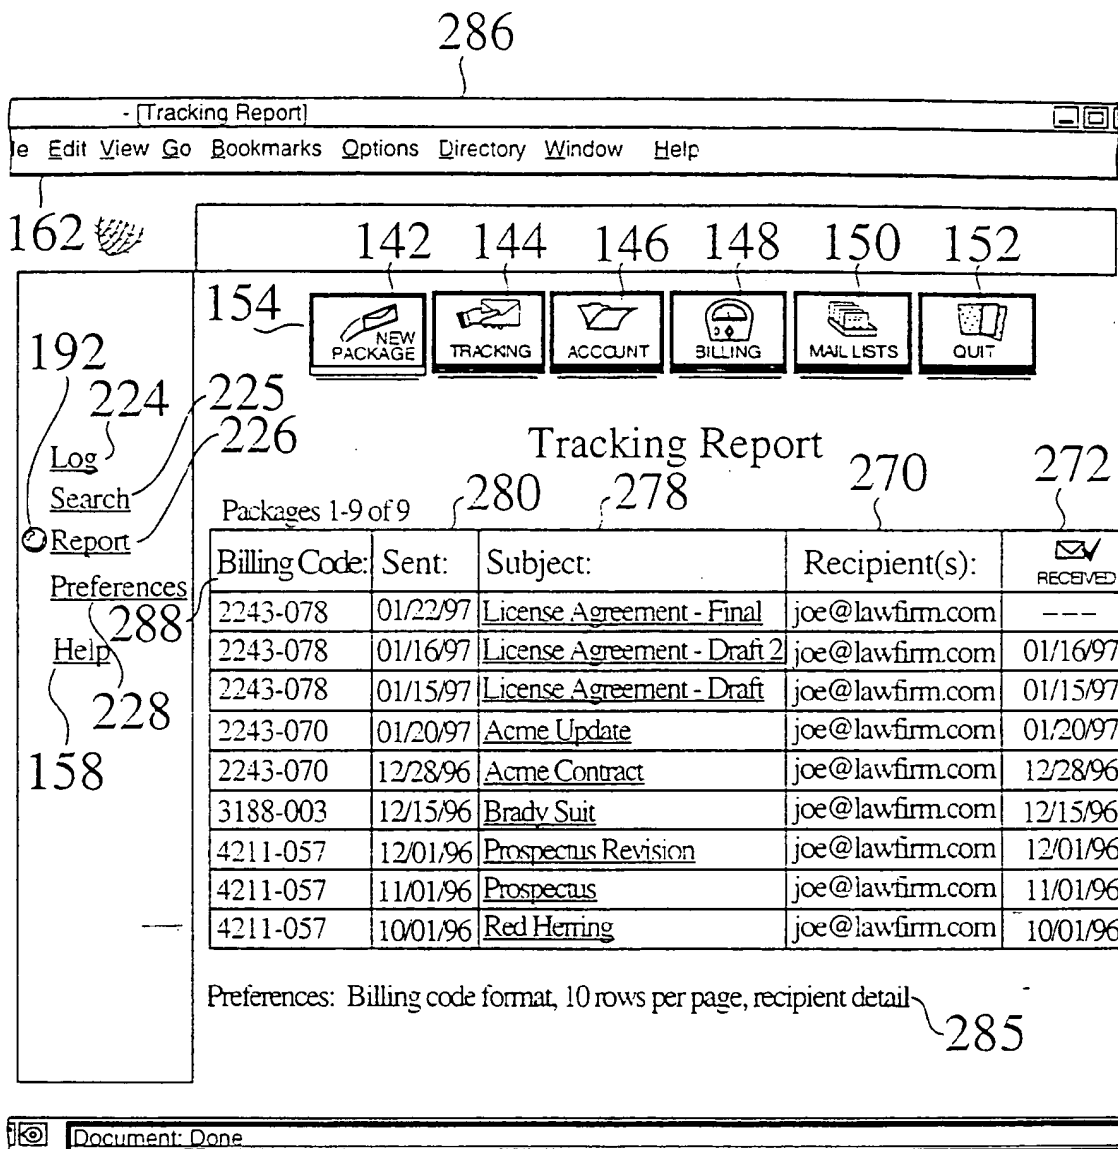 286
- [Tracking Report]
le Edit View Go Bookmarks Options Directory Window Help
162 142 144 146 148 150 152
154
NEW PACKAGE TRACKNG ACCOUNT BILLING MAIL LISTS QUIT
192
224 225
226
Log
Search
Report
Preferences
288
Help
228
158
Tracking Report
280 278 270 272
Packages 1-9 of 9
Billing Code: Sent: Subject: Recipient(s): RECEIVED
2243-078 01/22/97 License Agreement - Final joe@lawfirm.com ---
2243-078 01/16/97 License Agreement - Draft 2 joe@lawfirm.com 01/16/97
2243-078 01/15/97 License Agreement - Draft joe@lawfirm.com 01/15/97
2243-070 01/20/97 Acme Update joe@lawfirm.com 01/20/97
2243-070 12/28/96 Acme Contract joe@lawfirm.com 12/28/96
3188-003 12/15/96 Brady Suit joe@lawfirm.com 12/15/96
4211-057 12/01/96 Prospectus Revision joe@lawfirm.com 12/01/96
4211-057 11/01/96 Prospectus joe@lawfirm.com 11/01/96
4211-057 10/01/96 Red Herring joe@lawfirm.com 10/01/96
Preferences: Billing code format, 10 rows per page, recipient detail
285
Document: Done